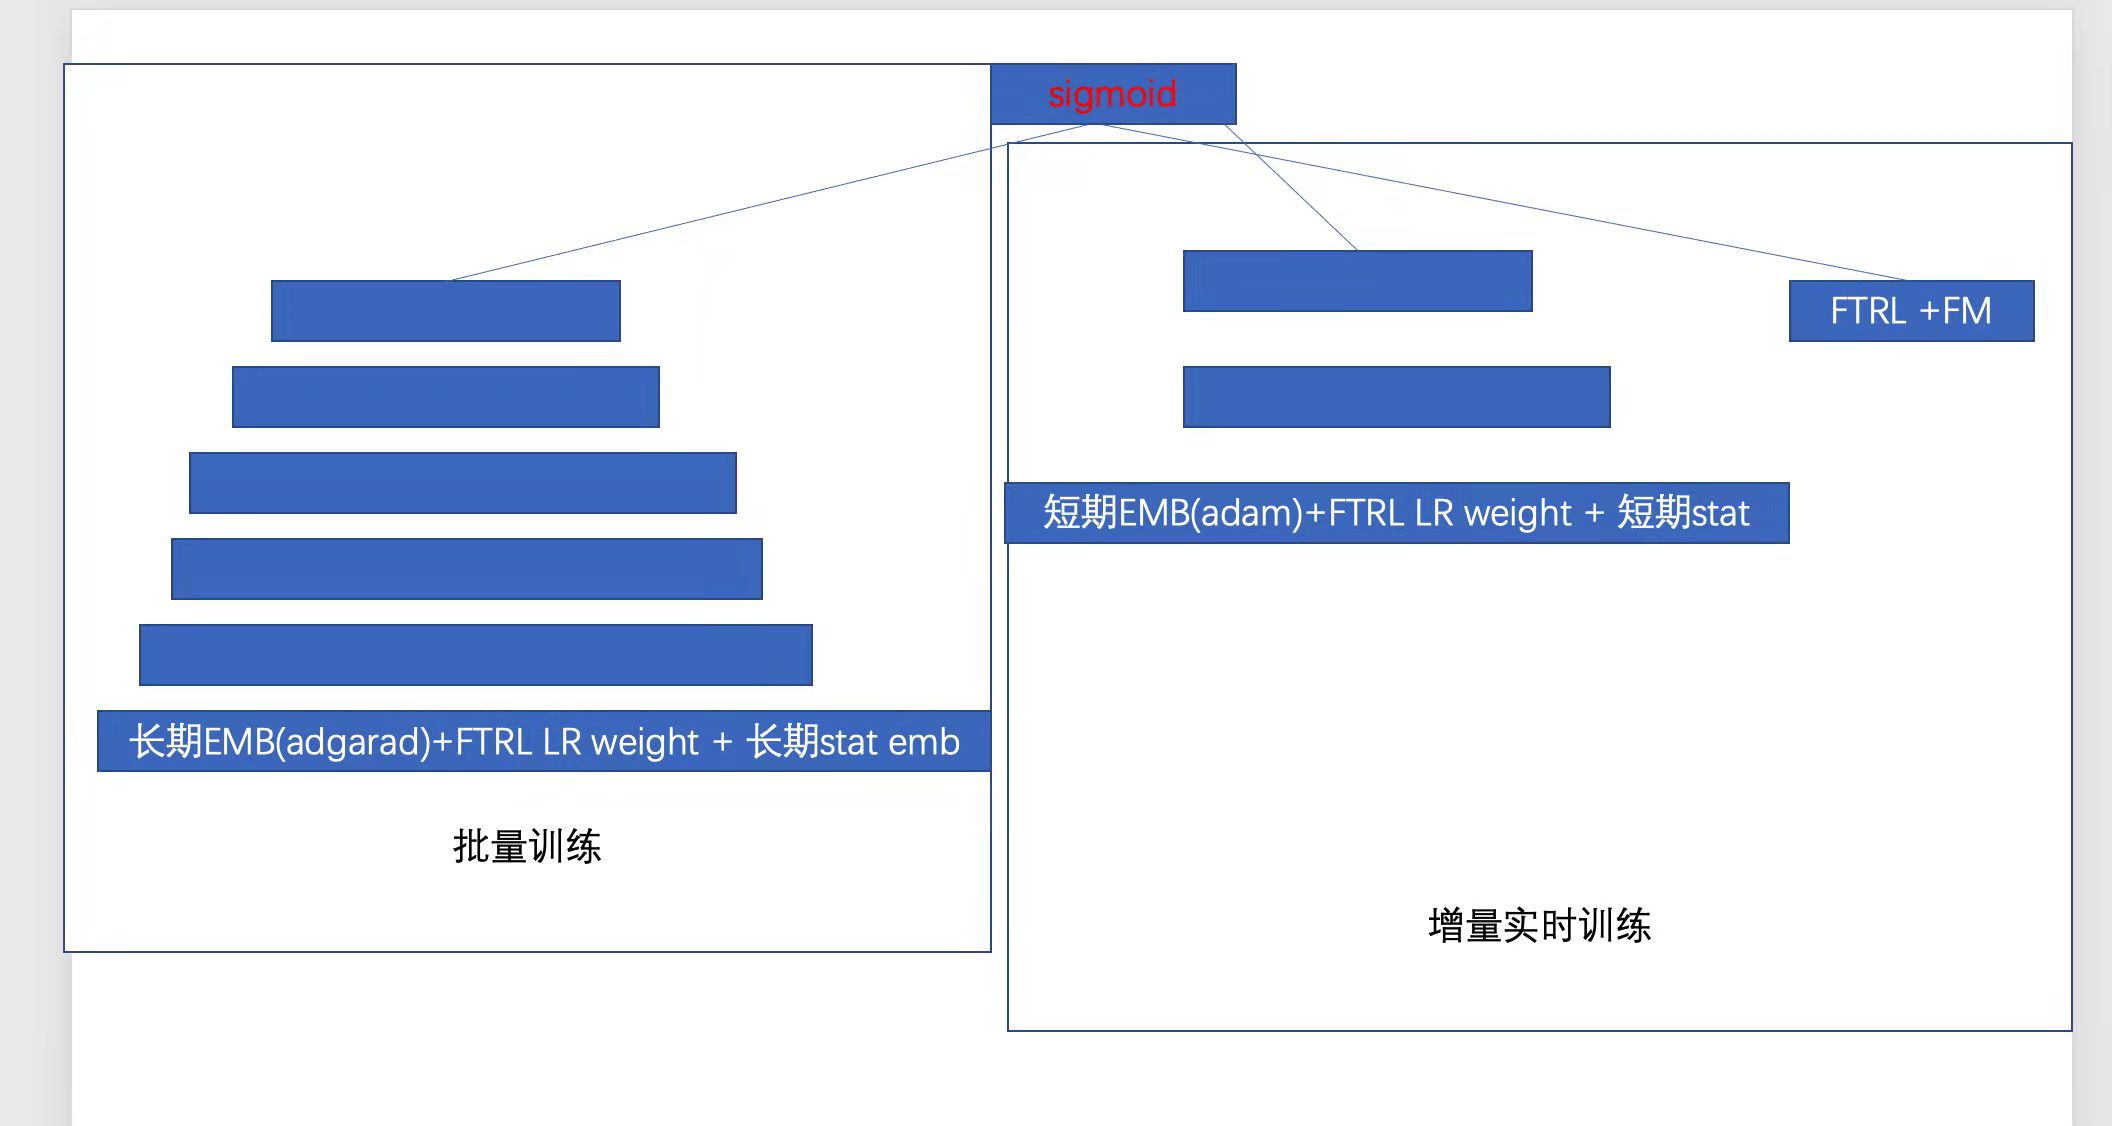 sigmoid
FTRL +FM
短期EMB(adam)+FTRL LR weight + 短期stat
长期EMB(adgarad)+FTRL LR weight + 长期stat emb
批量训练
增量实时训练